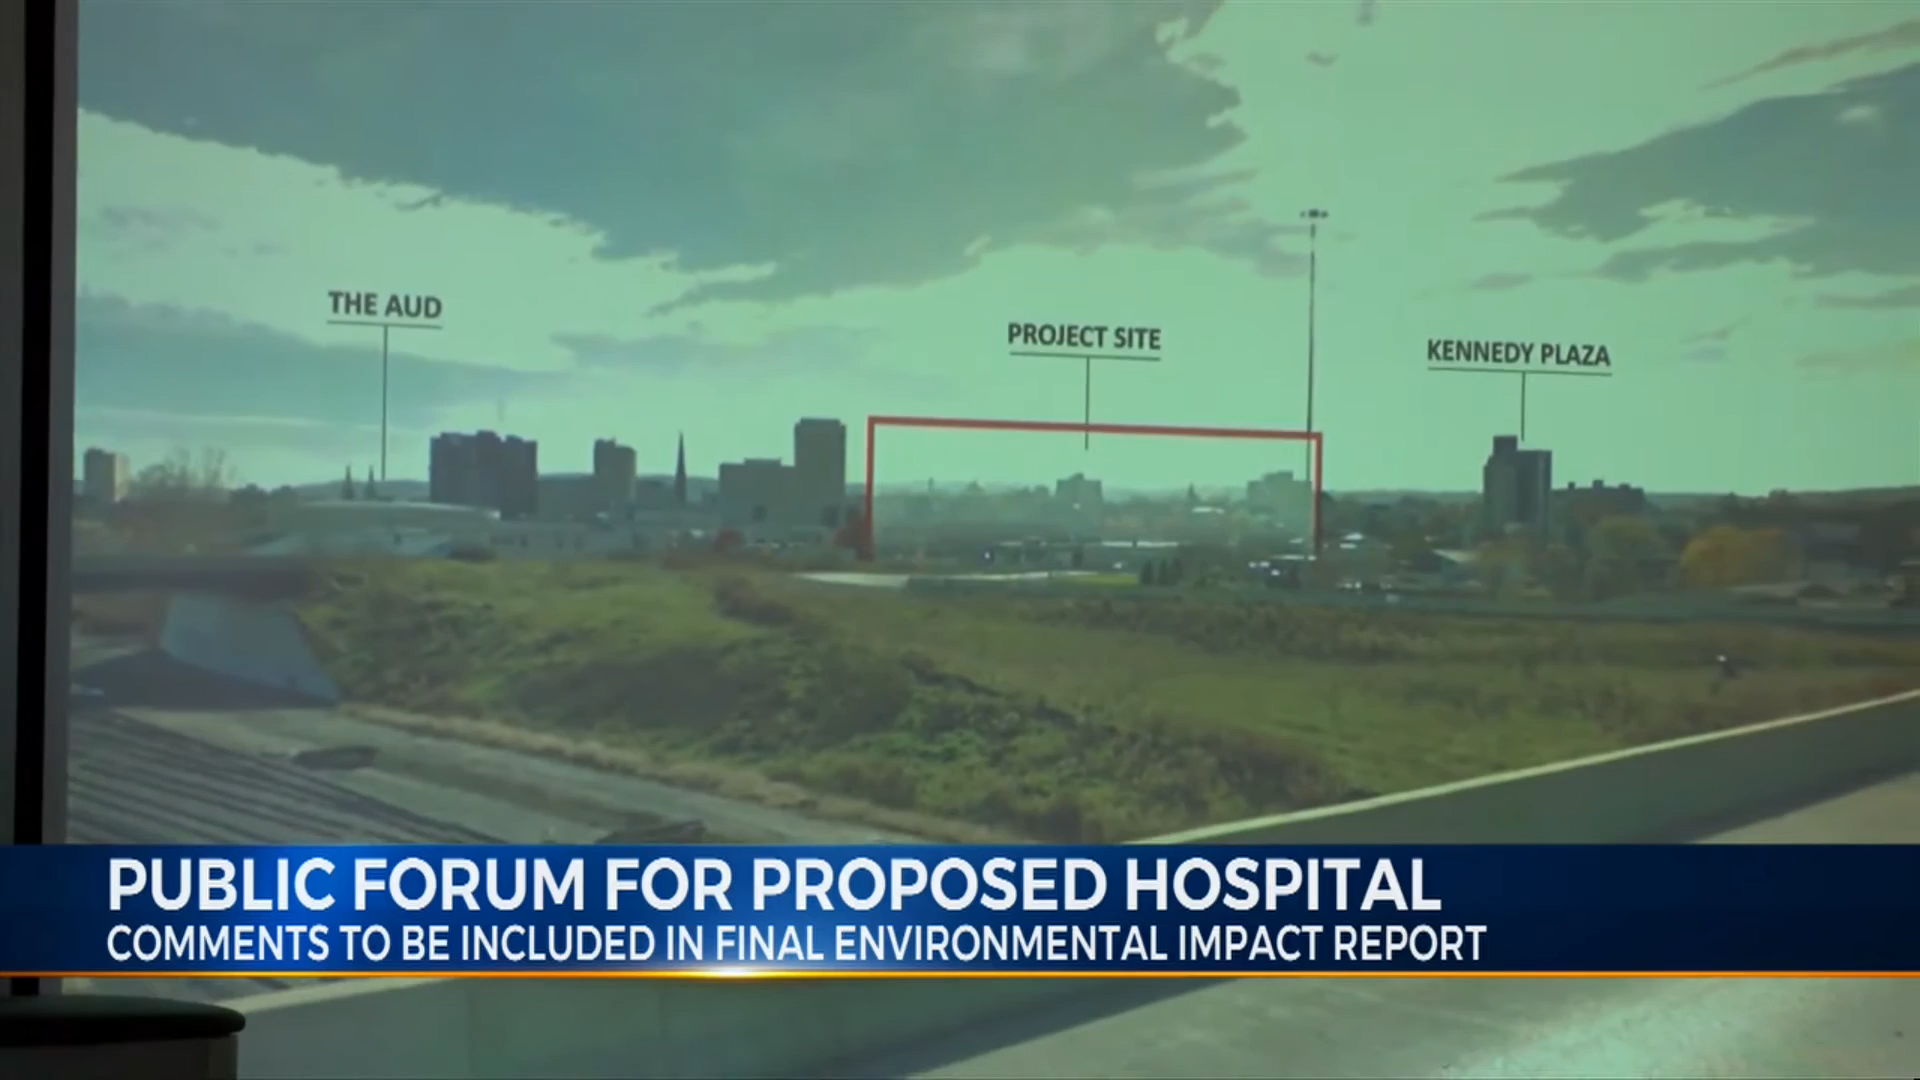 THE AUD
PROJECT SITE
KENNEDY PLAZA
PUBLIC FORUM FOR PROPOSED HOSPITAL
COMMENTS TO BE INCLUDED IN FINAL ENVIRONMENTAL IMPACT REPORT